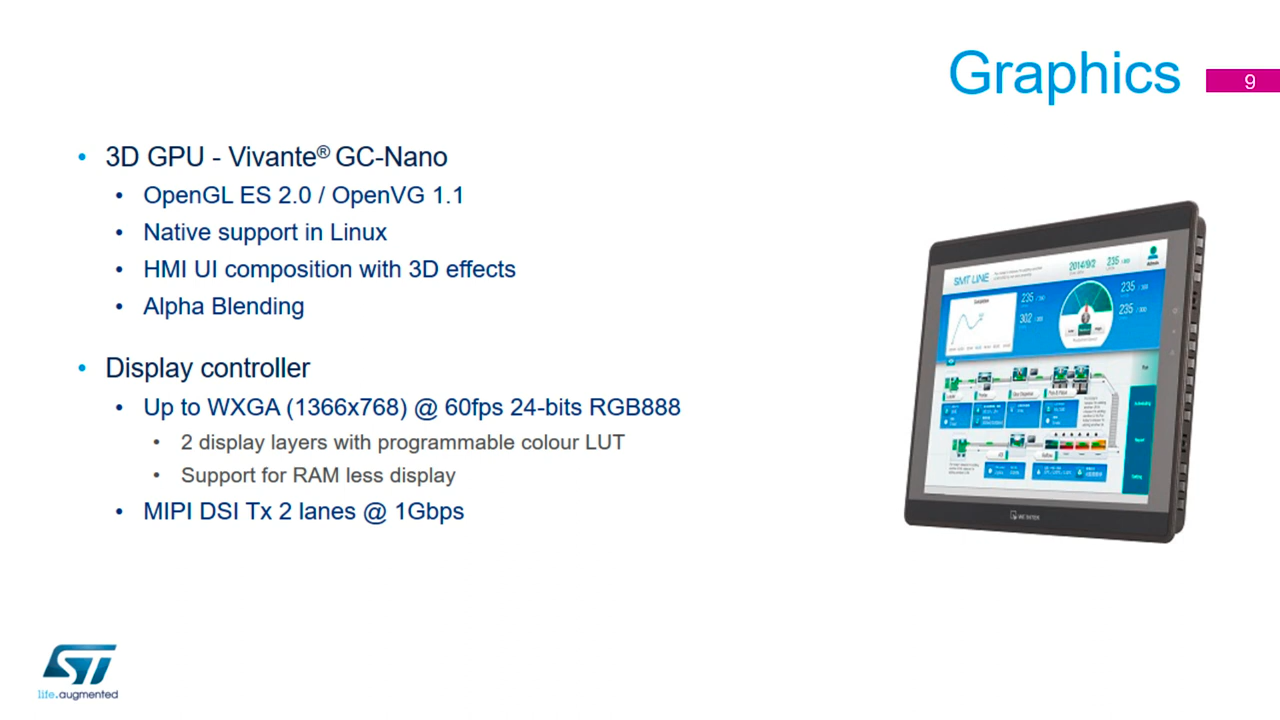 Graphics
9
• 3D GPU - Vivante® GC-Nano
• OpenGL ES 2.0 / OpenVG 1.1
• Native support in Linux
• HMI UI composition with 3D effects
• Alpha Blending
• Display controller
• Up to WXGA (1366x768) @ 60fps 24-bits RGB888
• 2 display layers with programmable colour LUT
• Support for RAM less display
• MIPI DSI Tx 2 lanes @ 1Gbps
SMT LINE
2014/9/2
235
235
302
235
235
ST
life.augmented